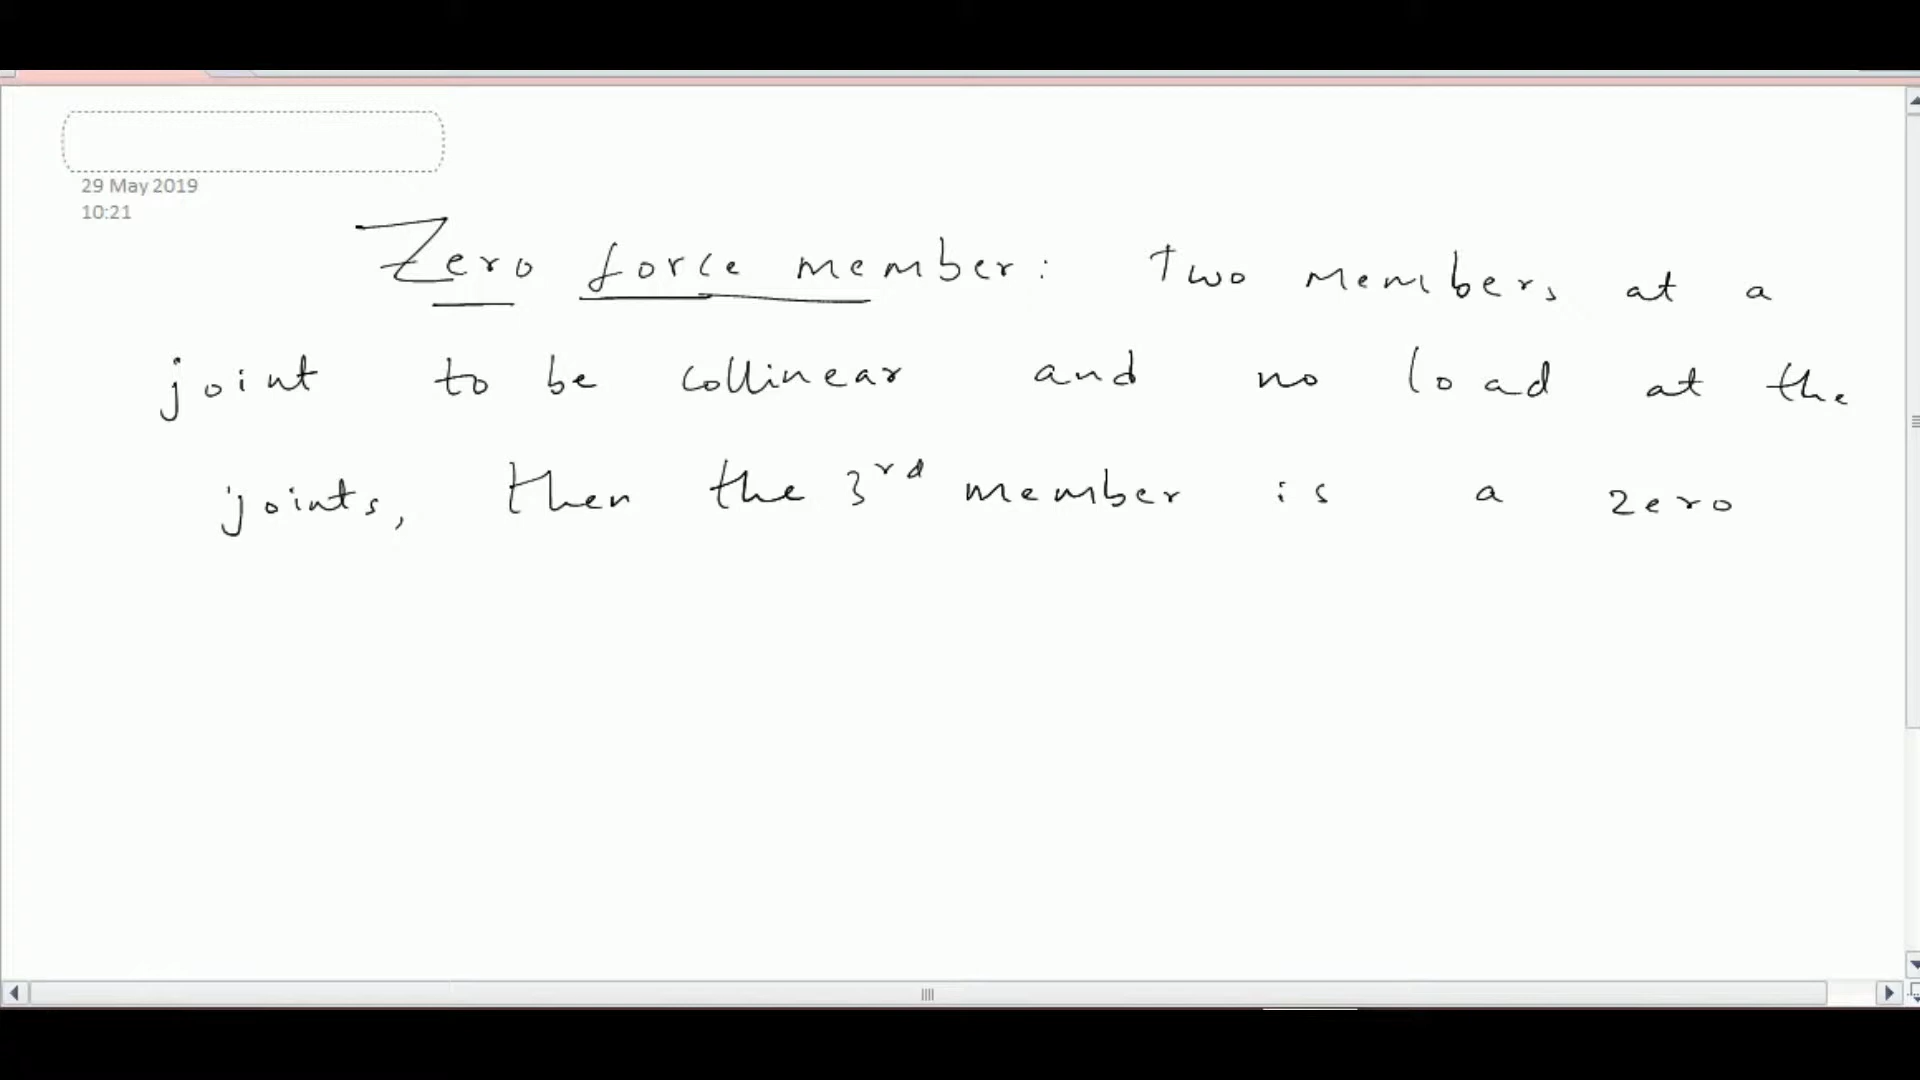 29 May 2019
10:21
Zero force member: Two members at a
joint to be collinear and no load at the
joints, then the 3rd member is a zero